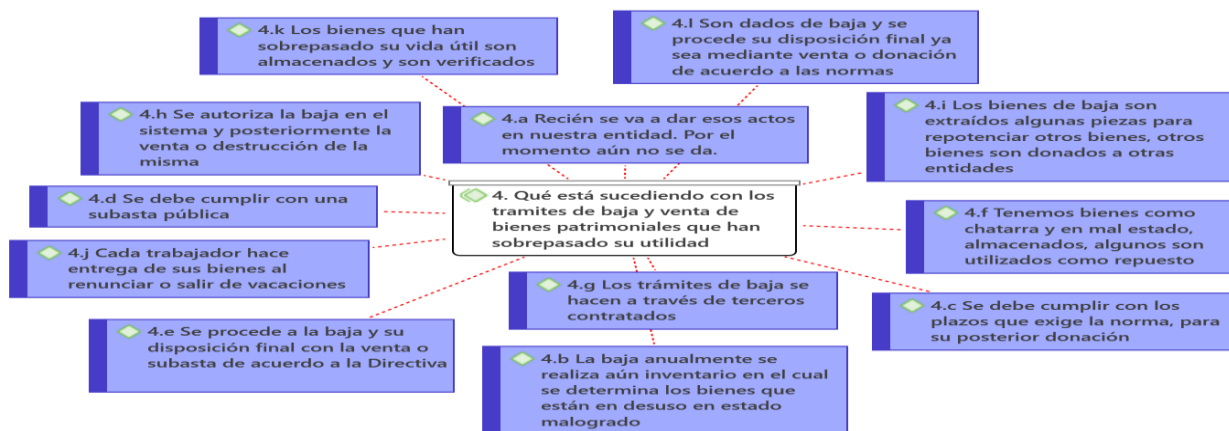 4.k Los bienes que han
sobrepasado su vida útil son
almacenados y son verificados
4.l Son dados de baja y se
procede su disposición final ya
sea mediante venta o donación
de acuerdo a las normas
4.h Se autoriza la baja en el
sistema y posteriormente la
venta o destrucción de la
misma
4.a Recién se va a dar esos actos
en nuestra entidad. Por el
momento aún no se da.
4.i Los bienes de baja son
extraídos algunas piezas para
repotenciar otros bienes, otros
bienes son donados a otras
entidades
4.d Se debe cumplir con una
subasta pública
4. Qué está sucediendo con los
tramites de baja y venta de
bienes patrimoniales que han
sobrepasado su utilidad
4.f Tenemos bienes como
chatarra y en mal estado,
almacenados, algunos son
utilizados como repuesto
4.j Cada trabajador hace
entrega de sus bienes al
renunciar o salir de vacaciones
4.g Los trámites de baja se
hacen a través de terceros
contratados
4.c Se debe cumplir con los
plazos que exige la norma, para
su posterior donación
4.e Se procede a la baja y su
disposición final con la venta o
subasta de acuerdo a la Directiva
4.b La baja anualmente se
realiza aún inventario en el cual
se determina los bienes que
están en desuso en estado
malogrado